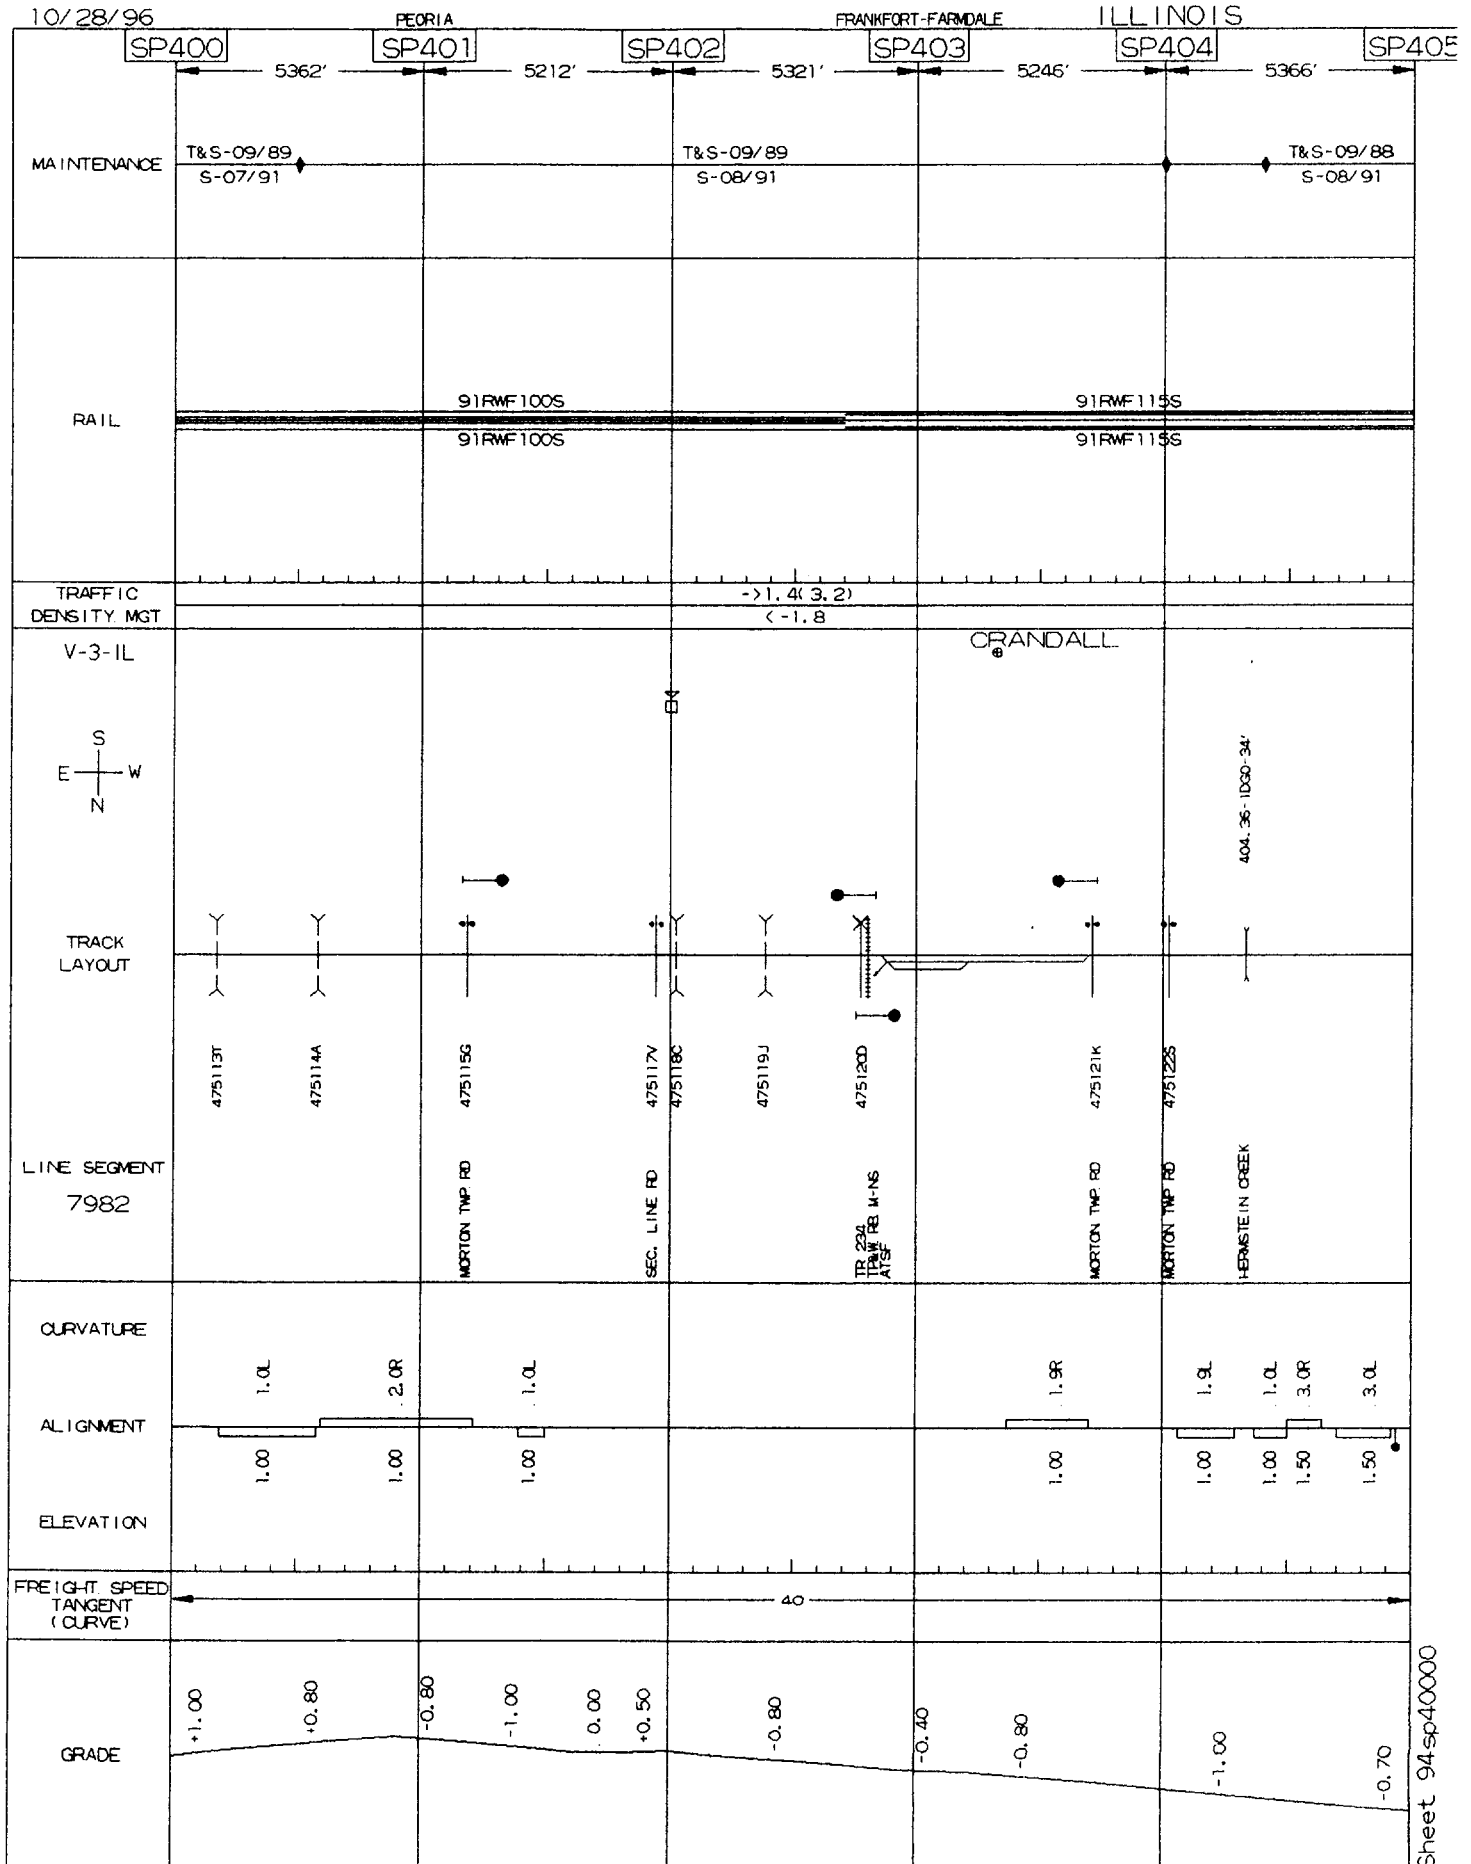 10/28/96 PEORIA FRANKFORT-FARMDALE ILLINOIS
SP400 SP401 SP402 SP403 SP404 SP405
5362' 5212' 5321' 5246' 5366'
MAINTENANCE
T&S-09/89 T&S-09/89 T&S-09/88
S-07/91 S-08/91 S-08/91
91RWF100S 91RWF115S
RAIL
91RWF100S 91RWF115S
TRAFFIC
->1.4(3.2)
DENSITY MGT
<-1.8
V-3-IL
CRANDALL
S
E W
N
404.36-1DGO-34'
TRACK
LAYOUT
475113T
475114A
475115G
475117V
475118C
475119J
475120D
475121K
475122S
LINE SEGMENT
7982
MORTON TWP. RD
SEC. LINE RD
TR 234
TP&W. RB. M-NS
ATSF
MORTON TWP. RD
MORTON TWP. RD
HERMSTEIN CREEK
CURVATURE
1.0L 2.0R 1.0L 1.9R 1.9L 1.0L 3.0R 3.0L
ALIGNMENT
1.00 1.00 1.00 1.00 1.00 1.00 1.50 1.50
ELEVATION
FREIGHT. SPEED
TANGENT
(CURVE)
40
GRADE
+1.00 +0.80 -0.80 -1.00 0.00 +0.50 -0.80 -0.40 -0.80 -1.00 -0.70
Sheet 94sp40000